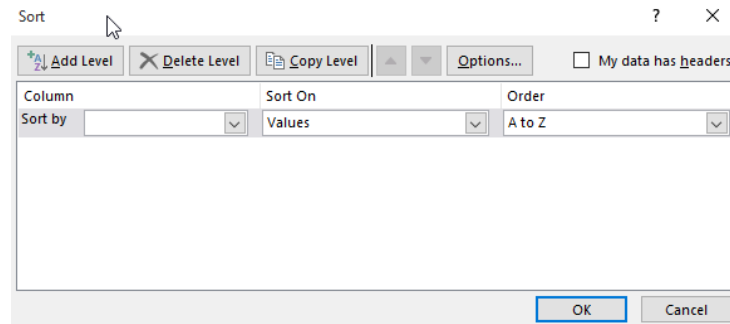 Sort ?
Add Level Delete Level Copy Level Options... My data has headers
Column Sort On Order
Sort by Values A to Z
OK Cancel